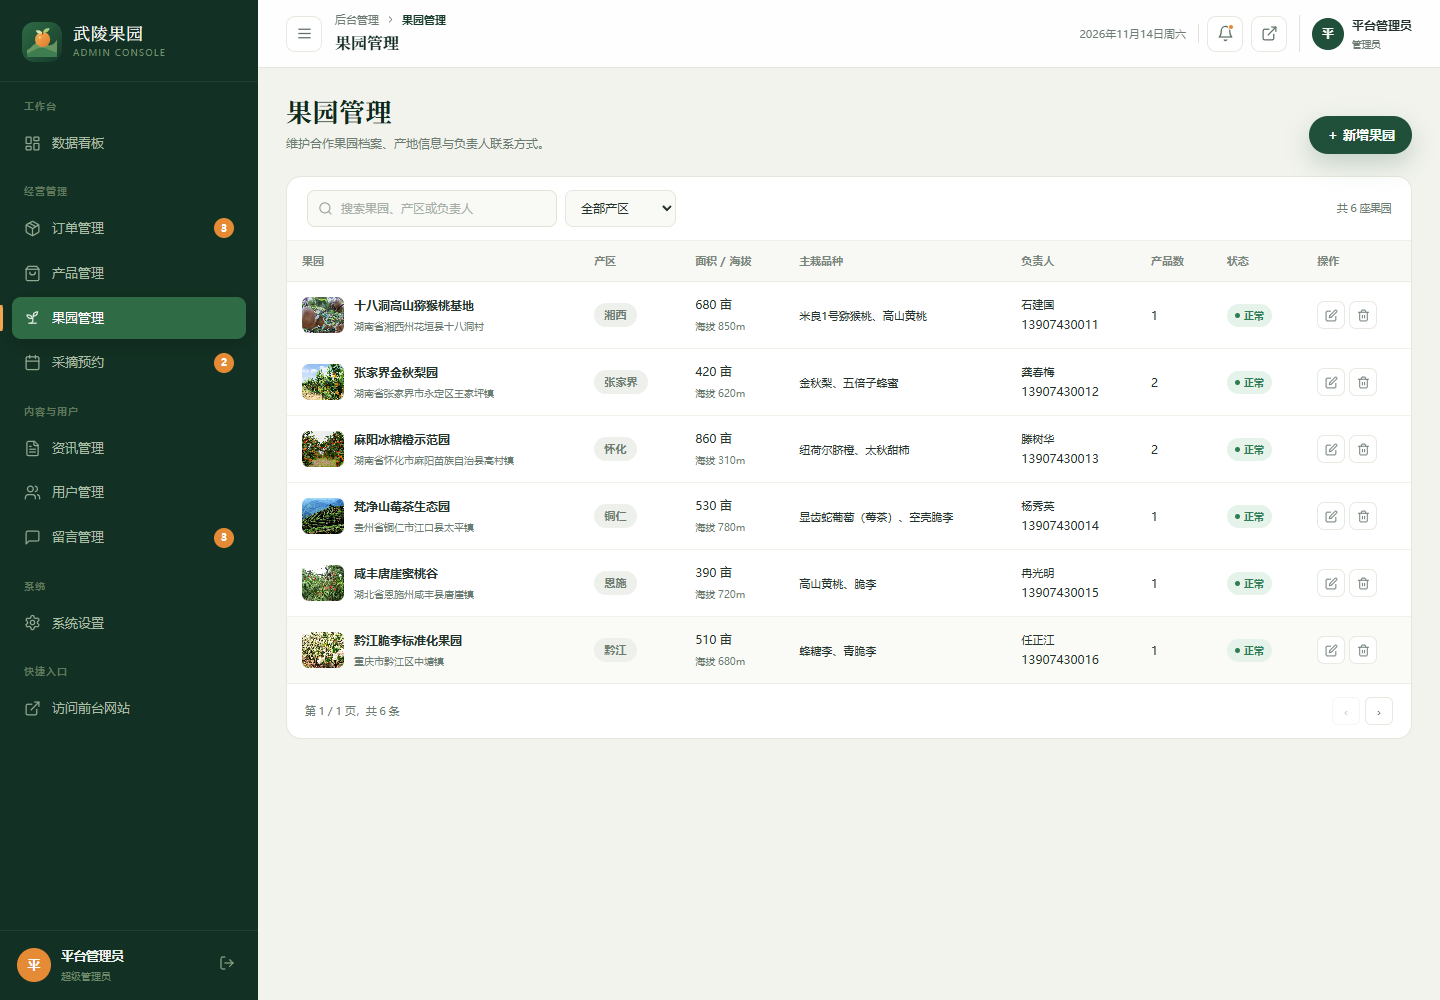 武陵果园
ADMIN CONSOLE
工作台
数据看板
经营管理
订单管理
3
产品管理
果园管理
采摘预约
2
内容与用户
资讯管理
用户管理
留言管理
3
系统
系统设置
快捷入口
访问前台网站
平
平台管理员
超级管理员
后台管理 › 果园管理
果园管理
2026年11月14日周六
平
平台管理员
管理员
果园管理
维护合作果园档案、产地信息与负责人联系方式。
+ 新增果园
搜索果园、产区或负责人
全部产区
共 6 座果园
果园 产区 面积 / 海拔 主栽品种 负责人 产品数 状态 操作
十八洞高山猕猴桃基地
湖南省湘西州花垣县十八洞村
湘西
680 亩
海拔 850m
米良1号猕猴桃、高山黄桃
石建国
13907430011
1
正常
张家界金秋梨园
湖南省张家界市永定区王家坪镇
张家界
420 亩
海拔 620m
金秋梨、五倍子蜂蜜
龚春梅
13907430012
2
正常
麻阳冰糖橙示范园
湖南省怀化市麻阳苗族自治县高村镇
怀化
860 亩
海拔 310m
纽荷尔脐橙、太秋甜柿
滕树华
13907430013
2
正常
梵净山莓茶生态园
贵州省铜仁市江口县太平镇
铜仁
530 亩
海拔 780m
显齿蛇葡萄（莓茶）、空壳脆李
杨秀英
13907430014
1
正常
咸丰唐崖蜜桃谷
湖北省恩施州咸丰县唐崖镇
恩施
390 亩
海拔 720m
高山黄桃、脆李
冉光明
13907430015
1
正常
黔江脆李标准化果园
重庆市黔江区中塘镇
黔江
510 亩
海拔 680m
蜂糖李、青脆李
任正江
13907430016
1
正常
第 1 / 1 页，共 6 条
‹ ›